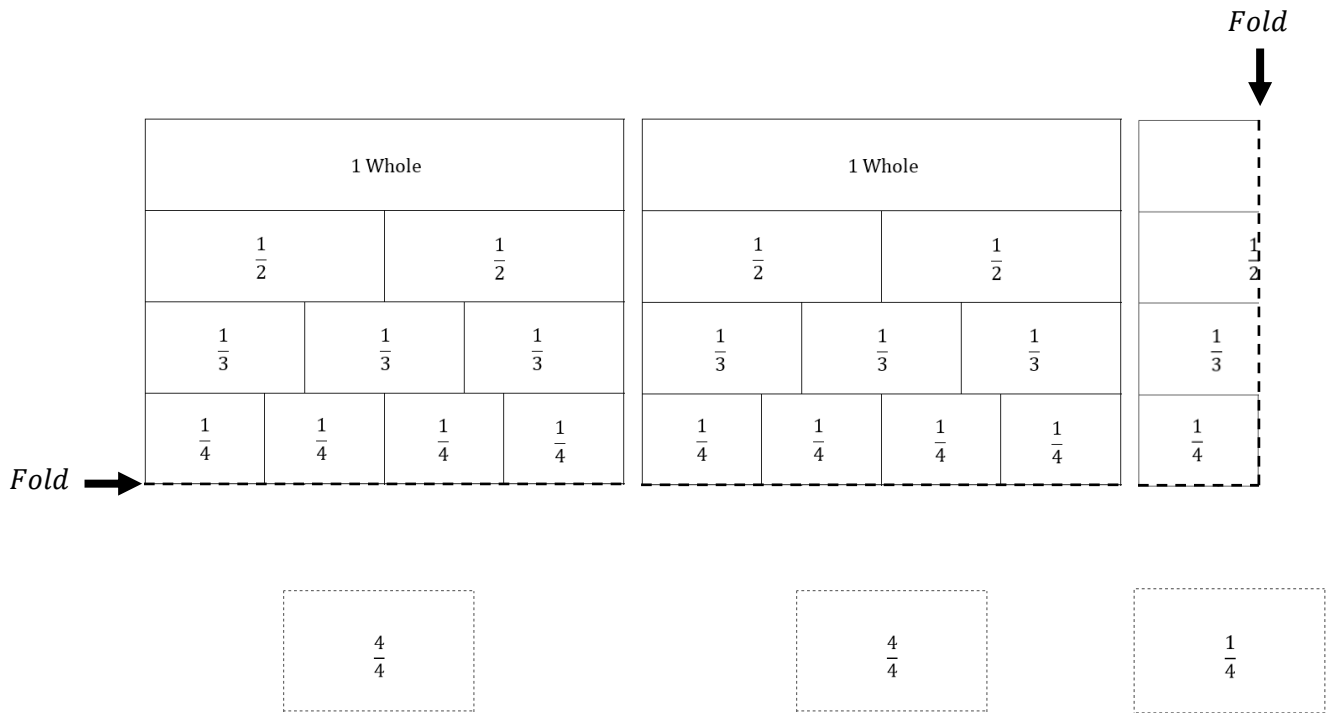 Fold
1 Whole 1 Whole
1/2 1/2 1/2 1/2 1/2
1/3 1/3 1/3 1/3 1/3 1/3 1/3
1/4 1/4 1/4 1/4 1/4 1/4 1/4 1/4 1/4
Fold
4/4 4/4 1/4